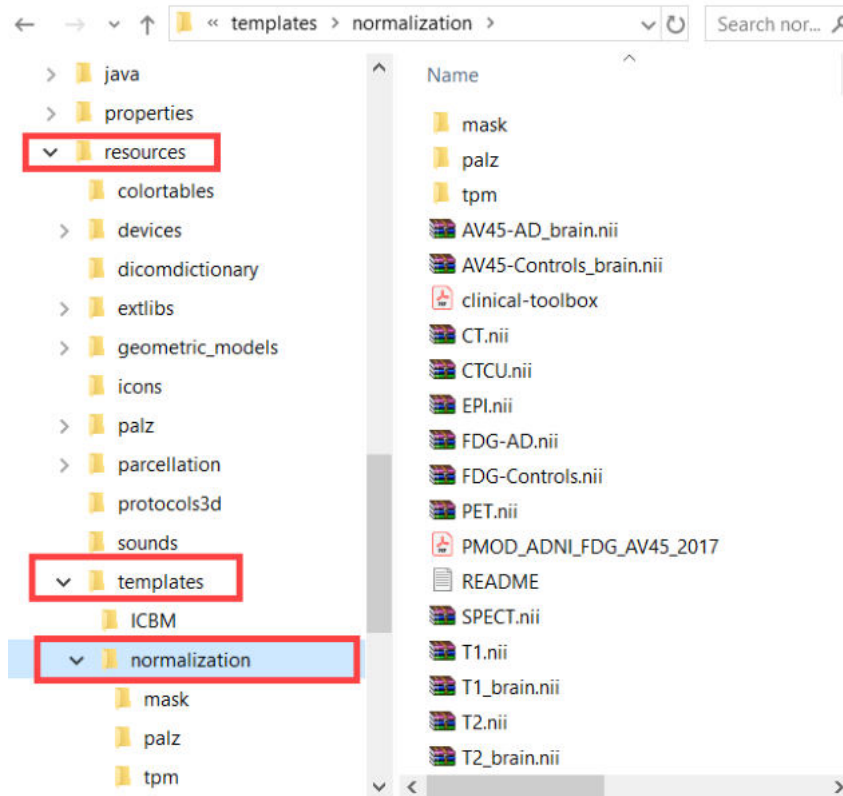 « templates > normalization >
Search nor...
java
properties
resources
colortables
devices
dicomdictionary
extlibs
geometric_models
icons
palz
parcellation
protocols3d
sounds
templates
ICBM
normalization
mask
palz
tpm
Name
mask
palz
tpm
AV45-AD_brain.nii
AV45-Controls_brain.nii
clinical-toolbox
CT.nii
CTCU.nii
EPI.nii
FDG-AD.nii
FDG-Controls.nii
PET.nii
PMOD_ADNI_FDG_AV45_2017
README
SPECT.nii
T1.nii
T1_brain.nii
T2.nii
T2_brain.nii